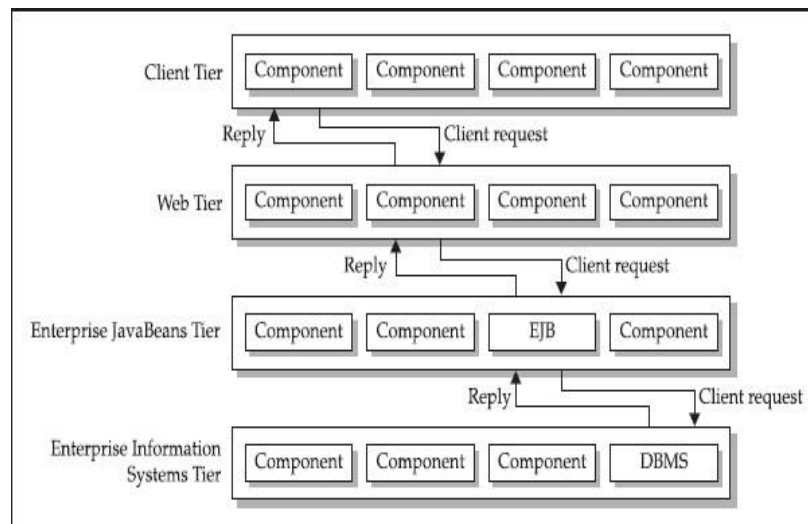 Client Tier
Component Component Component Component
Reply
Client request
Web Tier
Component Component Component Component
Reply
Client request
Enterprise JavaBeans Tier
Component Component EJB Component
Reply
Client request
Enterprise Information
Systems Tier
Component Component Component DBMS